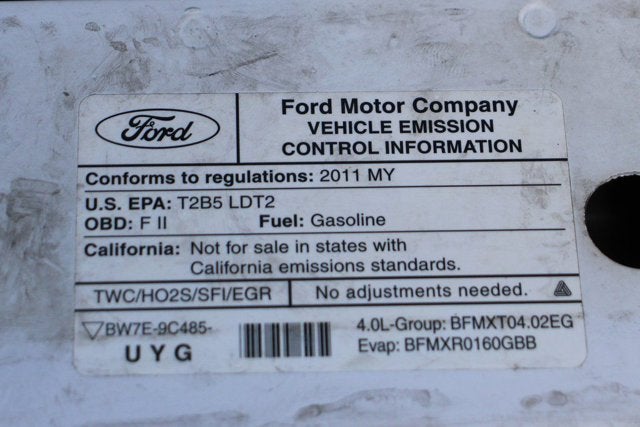 Ford
Ford Motor Company
VEHICLE EMISSION
CONTROL INFORMATION
Conforms to regulations: 2011 MY
U.S. EPA: T2B5 LDT2
OBD: F II Fuel: Gasoline
California: Not for sale in states with
California emissions standards.
TWC/HO2S/SFI/EGR No adjustments needed.
BW7E-9C485-
UYG
4.0L-Group: BFMXT04.02EG
Evap: BFMXR0160GBB